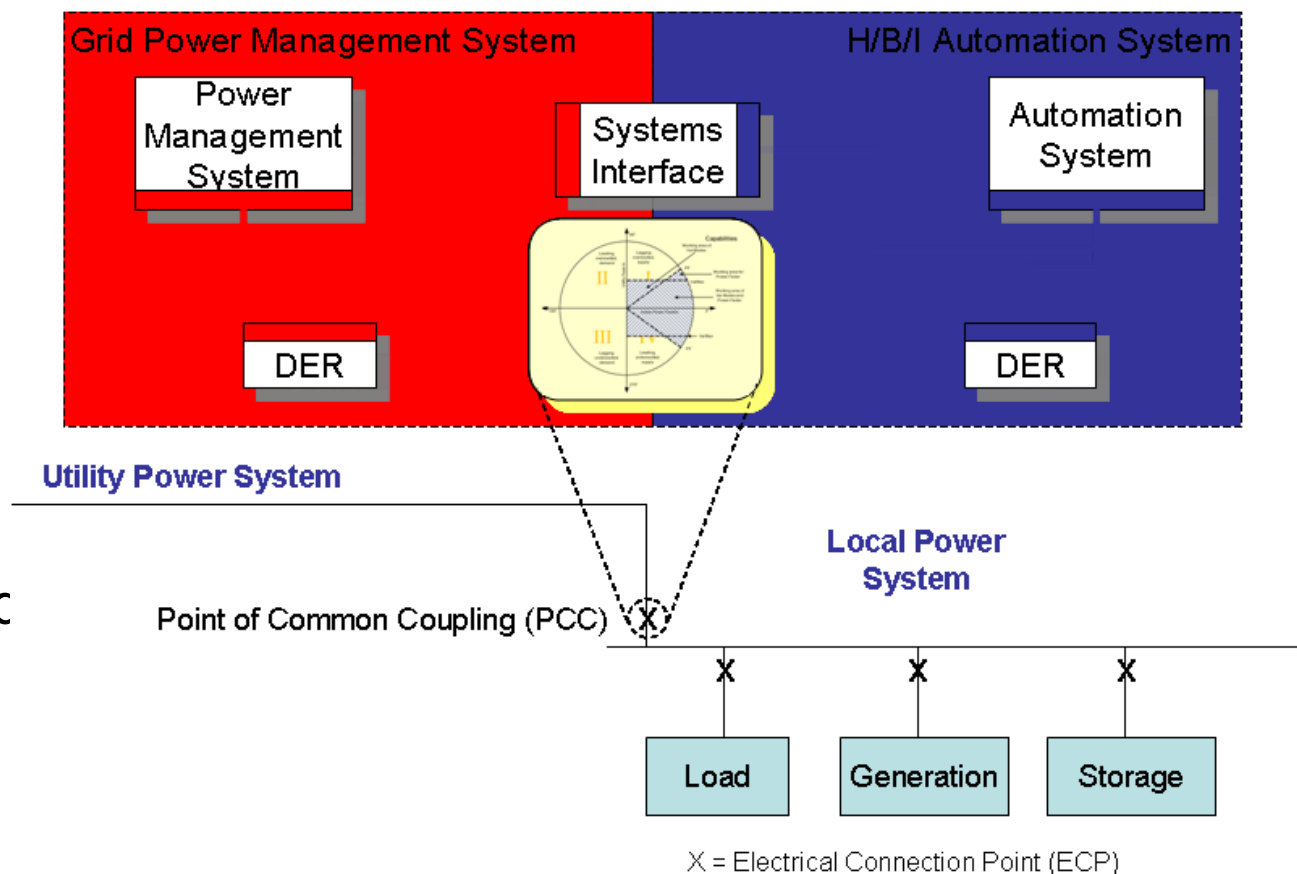 Grid Power Management System
H/B/I Automation System
Power
Management
System
Systems
Interface
Automation
System
Capabilities
II
I
III
IV
DER
DER
Utility Power System
Local Power
System
Point of Common Coupling (PCC)
X
X
X
X
Load
Generation
Storage
X = Electrical Connection Point (ECP)